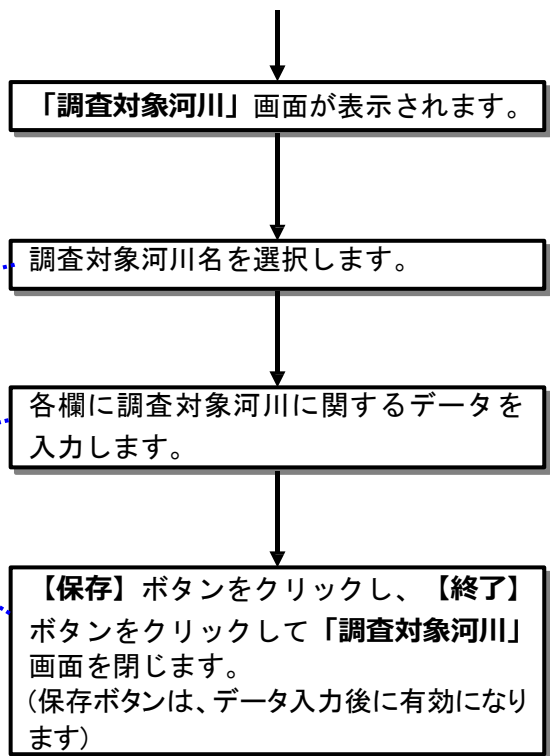 「調査対象河川」画面が表示されます。
調査対象河川名を選択します。
各欄に調査対象河川に関するデータを
入力します。
【保存】ボタンをクリックし、【終了】
ボタンをクリックして「調査対象河川」
画面を閉じます。
(保存ボタンは、データ入力後に有効になり
ます)